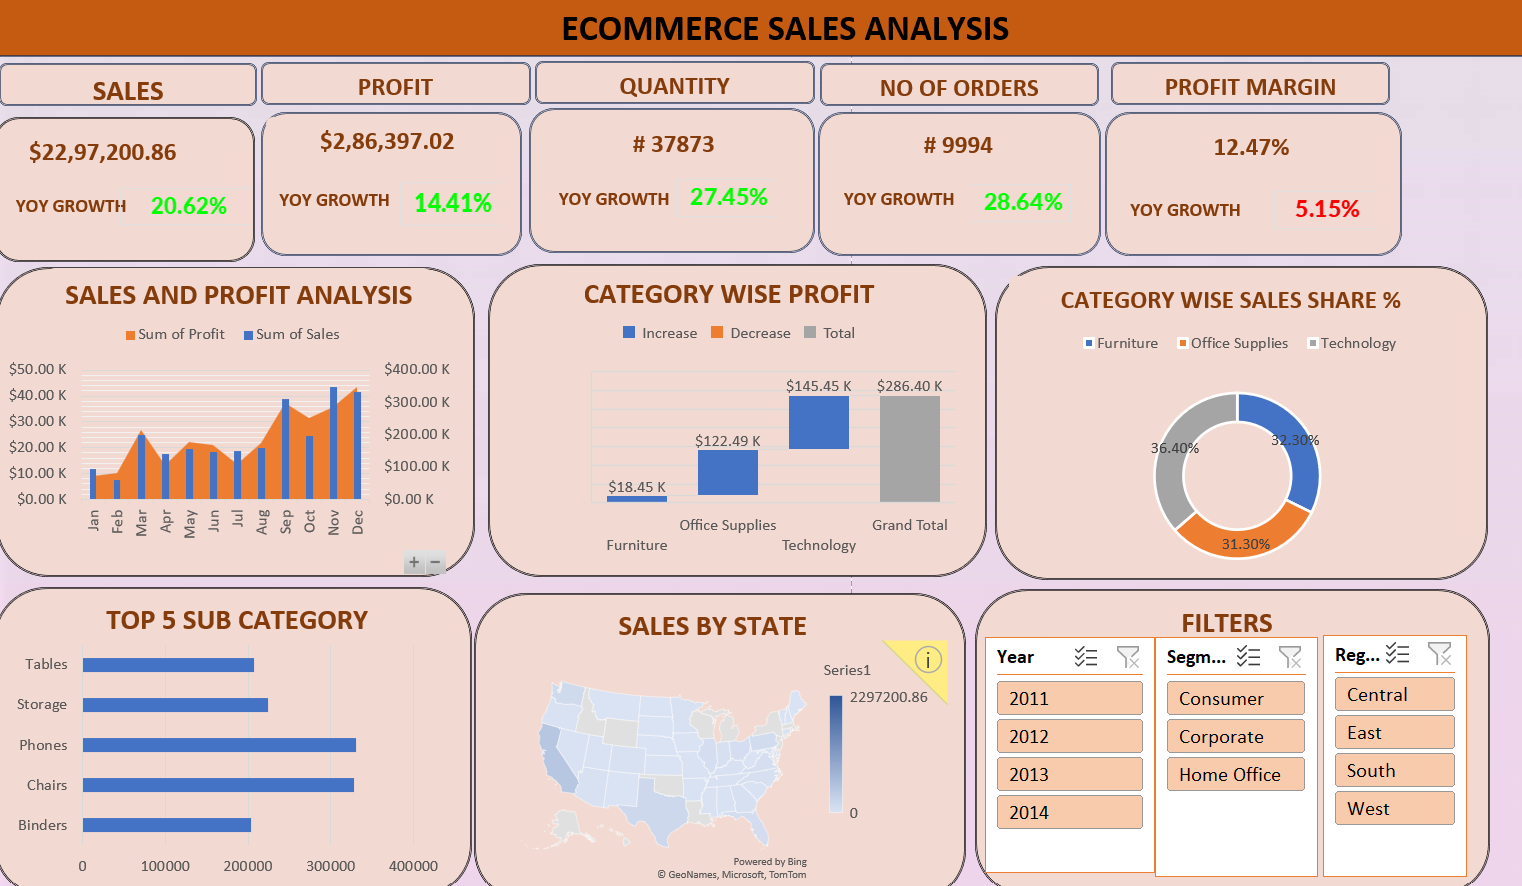 ECOMMERCE SALES ANALYSIS
SALES
PROFIT
QUANTITY
NO OF ORDERS
PROFIT MARGIN
$22,97,200.86
YOY GROWTH 20.62%
$2,86,397.02
YOY GROWTH 14.41%
# 37873
YOY GROWTH 27.45%
# 9994
YOY GROWTH 28.64%
12.47%
YOY GROWTH 5.15%
SALES AND PROFIT ANALYSIS
Sum of Profit Sum of Sales
$50.00 K
$40.00 K
$30.00 K
$20.00 K
$10.00 K
$0.00 K
$400.00 K
$300.00 K
$200.00 K
$100.00 K
$0.00 K
Jan Feb Mar Apr May Jun Jul Aug Sep Oct Nov Dec
+ −
CATEGORY WISE PROFIT
Increase Decrease Total
$145.45 K $286.40 K
$122.49 K
$18.45 K
Office Supplies Grand Total
Furniture Technology
CATEGORY WISE SALES SHARE %
Furniture Office Supplies Technology
36.40% 32.30%
31.30%
TOP 5 SUB CATEGORY
Tables
Storage
Phones
Chairs
Binders
0 100000 200000 300000 400000
SALES BY STATE
i
Series1
2297200.86
0
Powered by Bing
© GeoNames, Microsoft, TomTom
FILTERS
Year
2011
2012
2013
2014
Segm...
Consumer
Corporate
Home Office
Reg...
Central
East
South
West